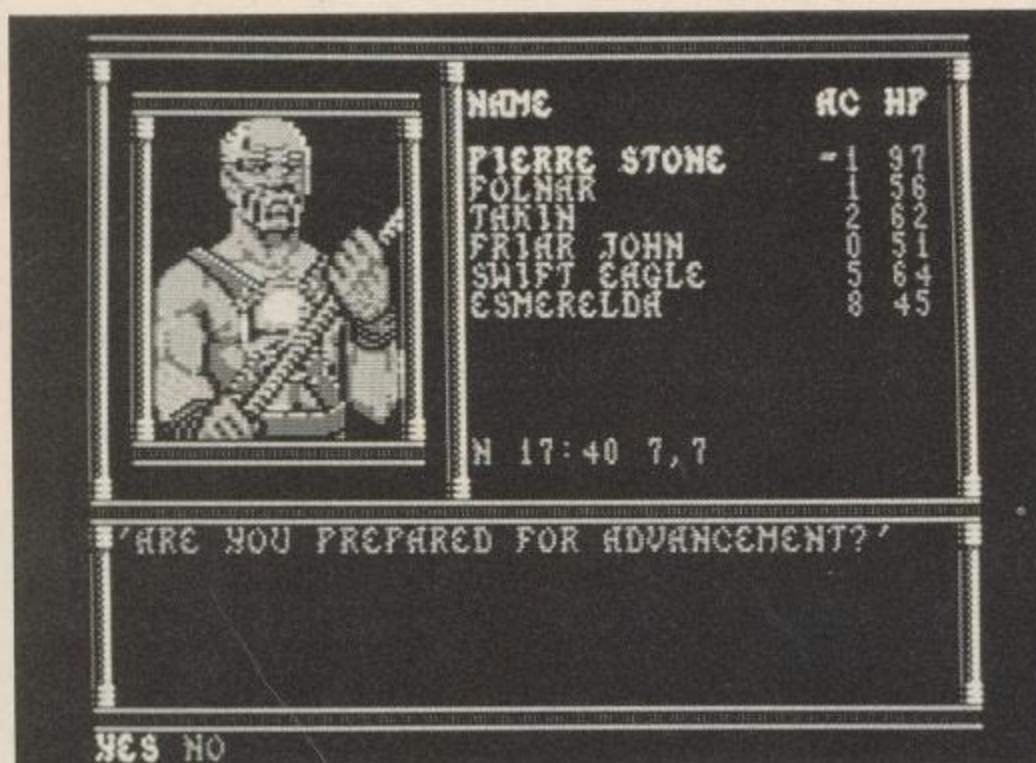 NAME AC HP
PIERRE STONE -1 97
FOLNAR 1 56
TAKIN 2 62
FRIAR JOHN 0 51
SWIFT EAGLE 5 64
ESMERELDA 8 45
N 17:40 7,7
'ARE YOU PREPARED FOR ADVANCEMENT?'
YES NO